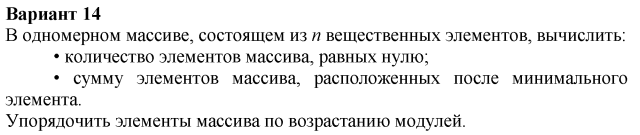 Вариант 14
В одномерном массиве, состоящем из n вещественных элементов, вычислить:
• количество элементов массива, равных нулю;
• сумму элементов массива, расположенных после минимального
элемента.
Упорядочить элементы массива по возрастанию модулей.